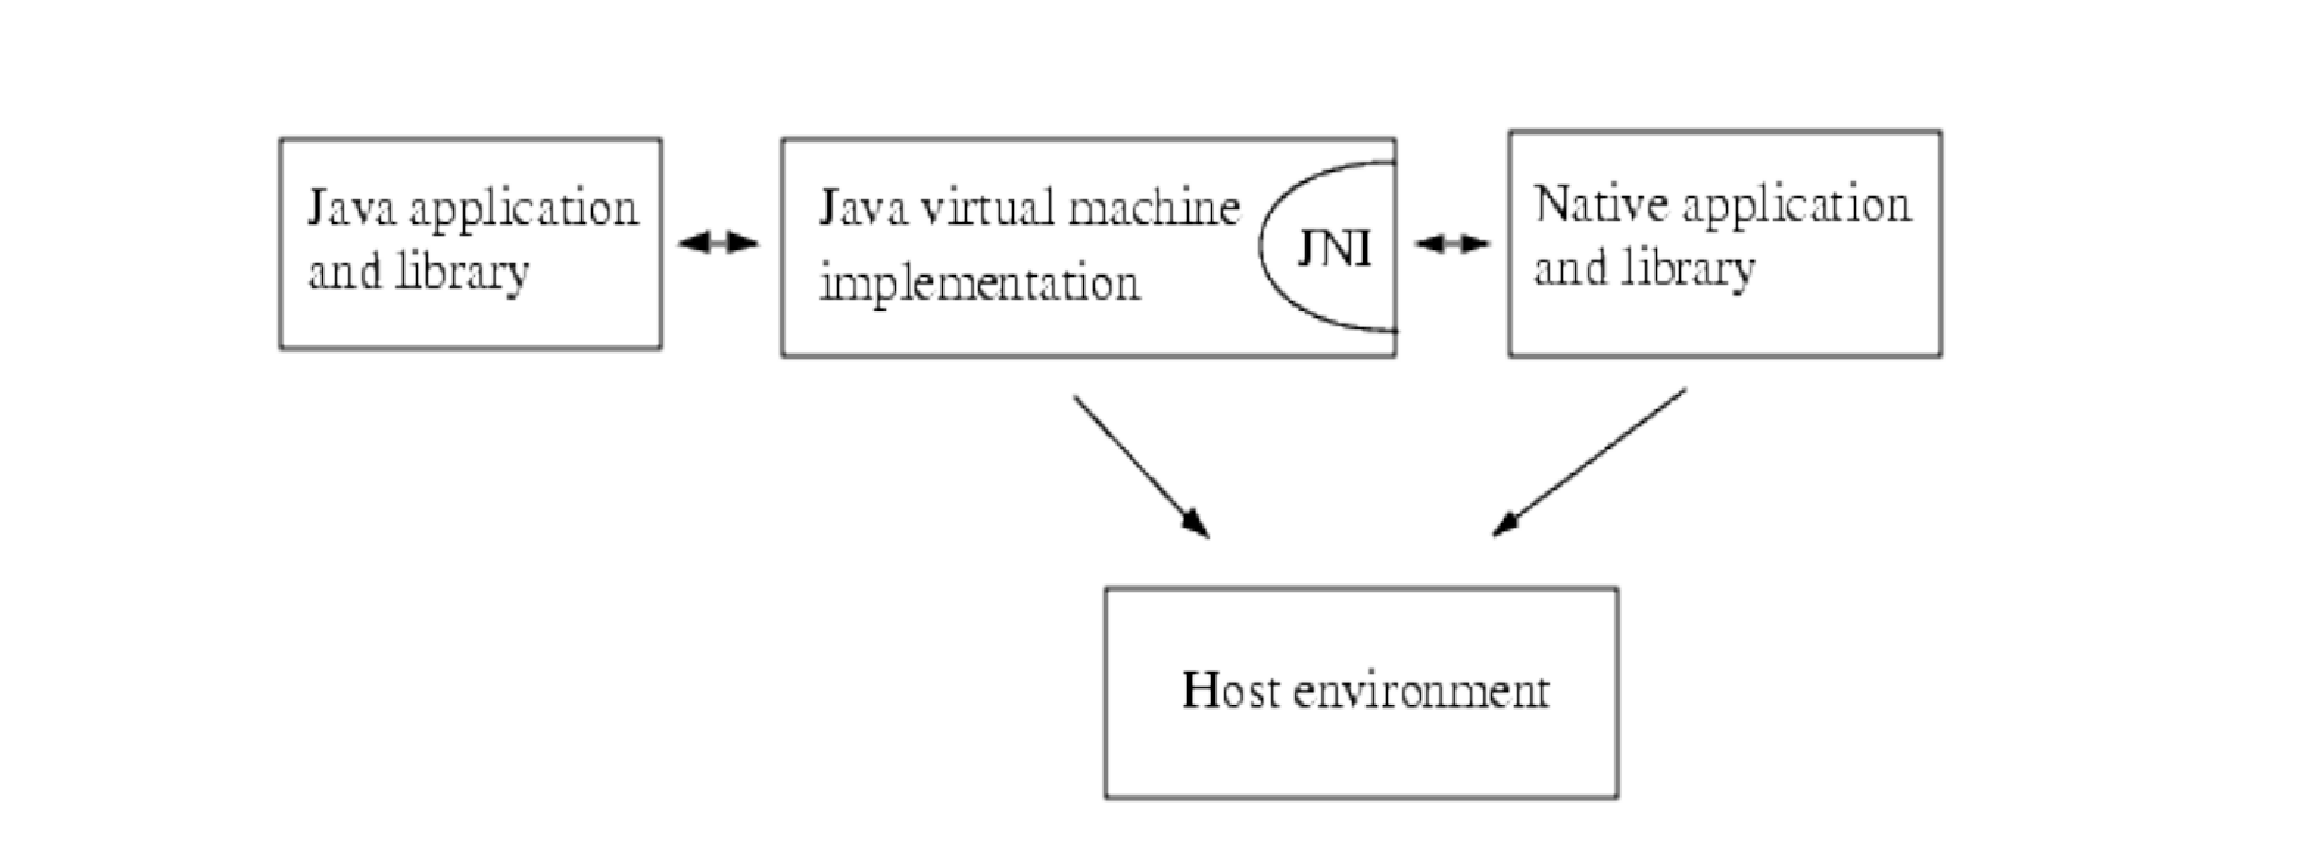 Java application
and library
Java virtual machine
implementation
JNI
Native application
and library
Host environment